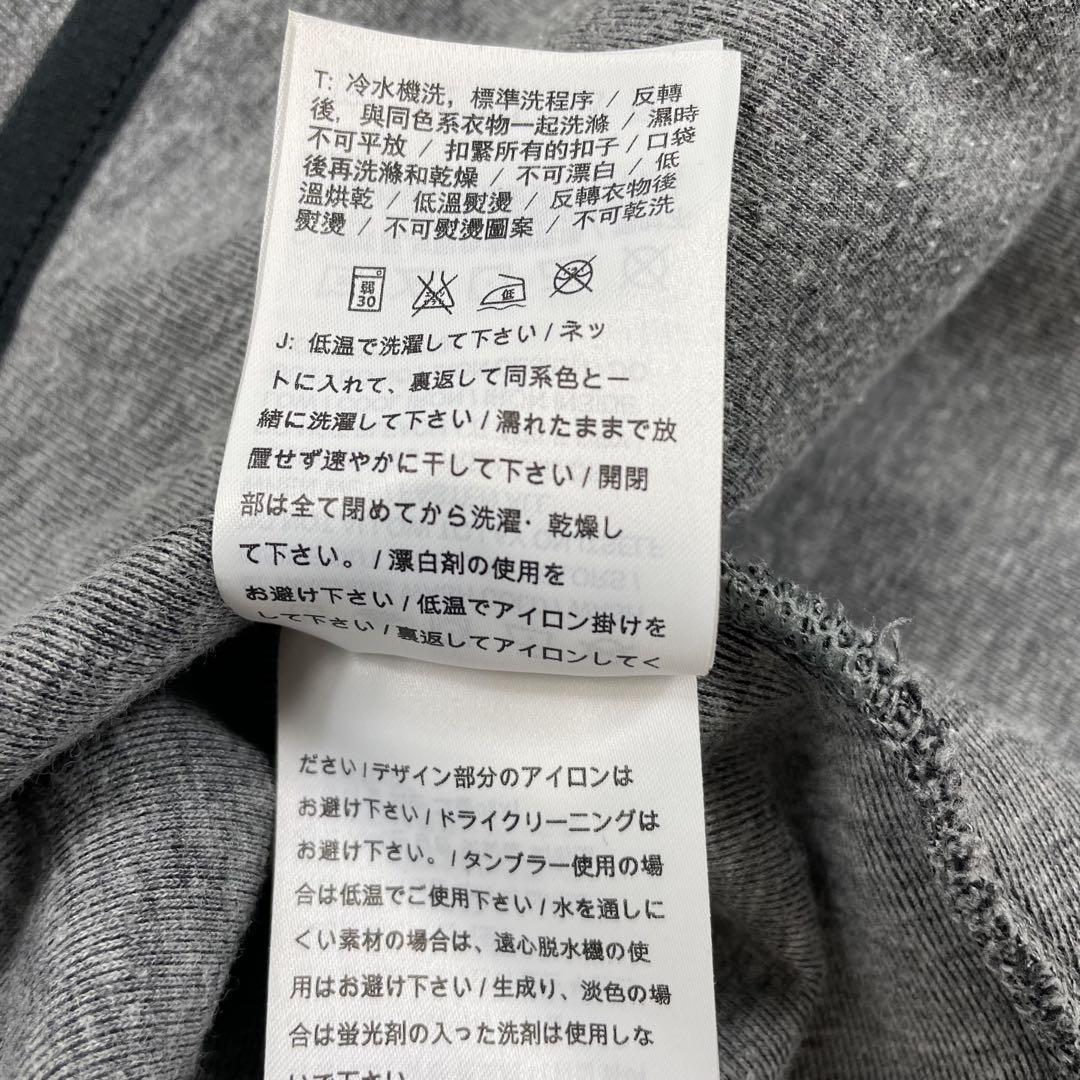 T: 冷水機洗，標準洗程序 / 反轉
後，與同色系衣物一起洗滌 / 濕時
不可平放 / 扣緊所有的扣子 / 口袋
後再洗滌和乾燥 / 不可漂白 / 低
溫烘乾 / 低溫熨燙 / 反轉衣物後
熨燙 / 不可熨燙圖案 / 不可乾洗
弱
30
低
J: 低温で洗濯して下さい / ネッ
トに入れて、裏返して同系色と一
緒に洗濯して下さい / 濡れたままで放
置せず速やかに干して下さい / 開閉
部は全て閉めてから洗濯・乾燥し
て下さい。/ 漂白剤の使用を
お避け下さい / 低温でアイロン掛けを
して下さい / 裏返してアイロンしてく
ださい / デザイン部分のアイロンは
お避け下さい / ドライクリーニングは
お避け下さい。/ タンブラー使用の場
合は低温でご使用下さい / 水を通しに
くい素材の場合は、遠心脱水機の使
用はお避け下さい / 生成り、淡色の場
合は蛍光剤の入った洗剤は使用しな
いで下さい